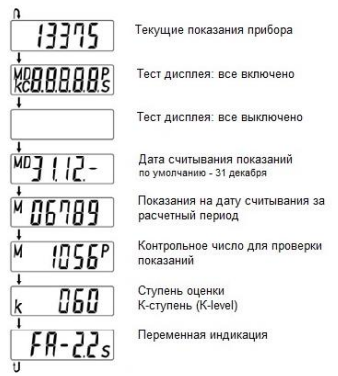 13375 Текущие показания прибора
MD 8.8.8.8.8. P
kC S Тест дисплея: все включено
Тест дисплея: все выключено
MD 31.12.- Дата считывания показаний
по умолчанию - 31 декабря
M 06789 Показания на дату считывания за
расчетный период
M 1056 P Контрольное число для проверки
показаний
k 060 Ступень оценки
К-ступень (K-level)
FA-2.2s Переменная индикация